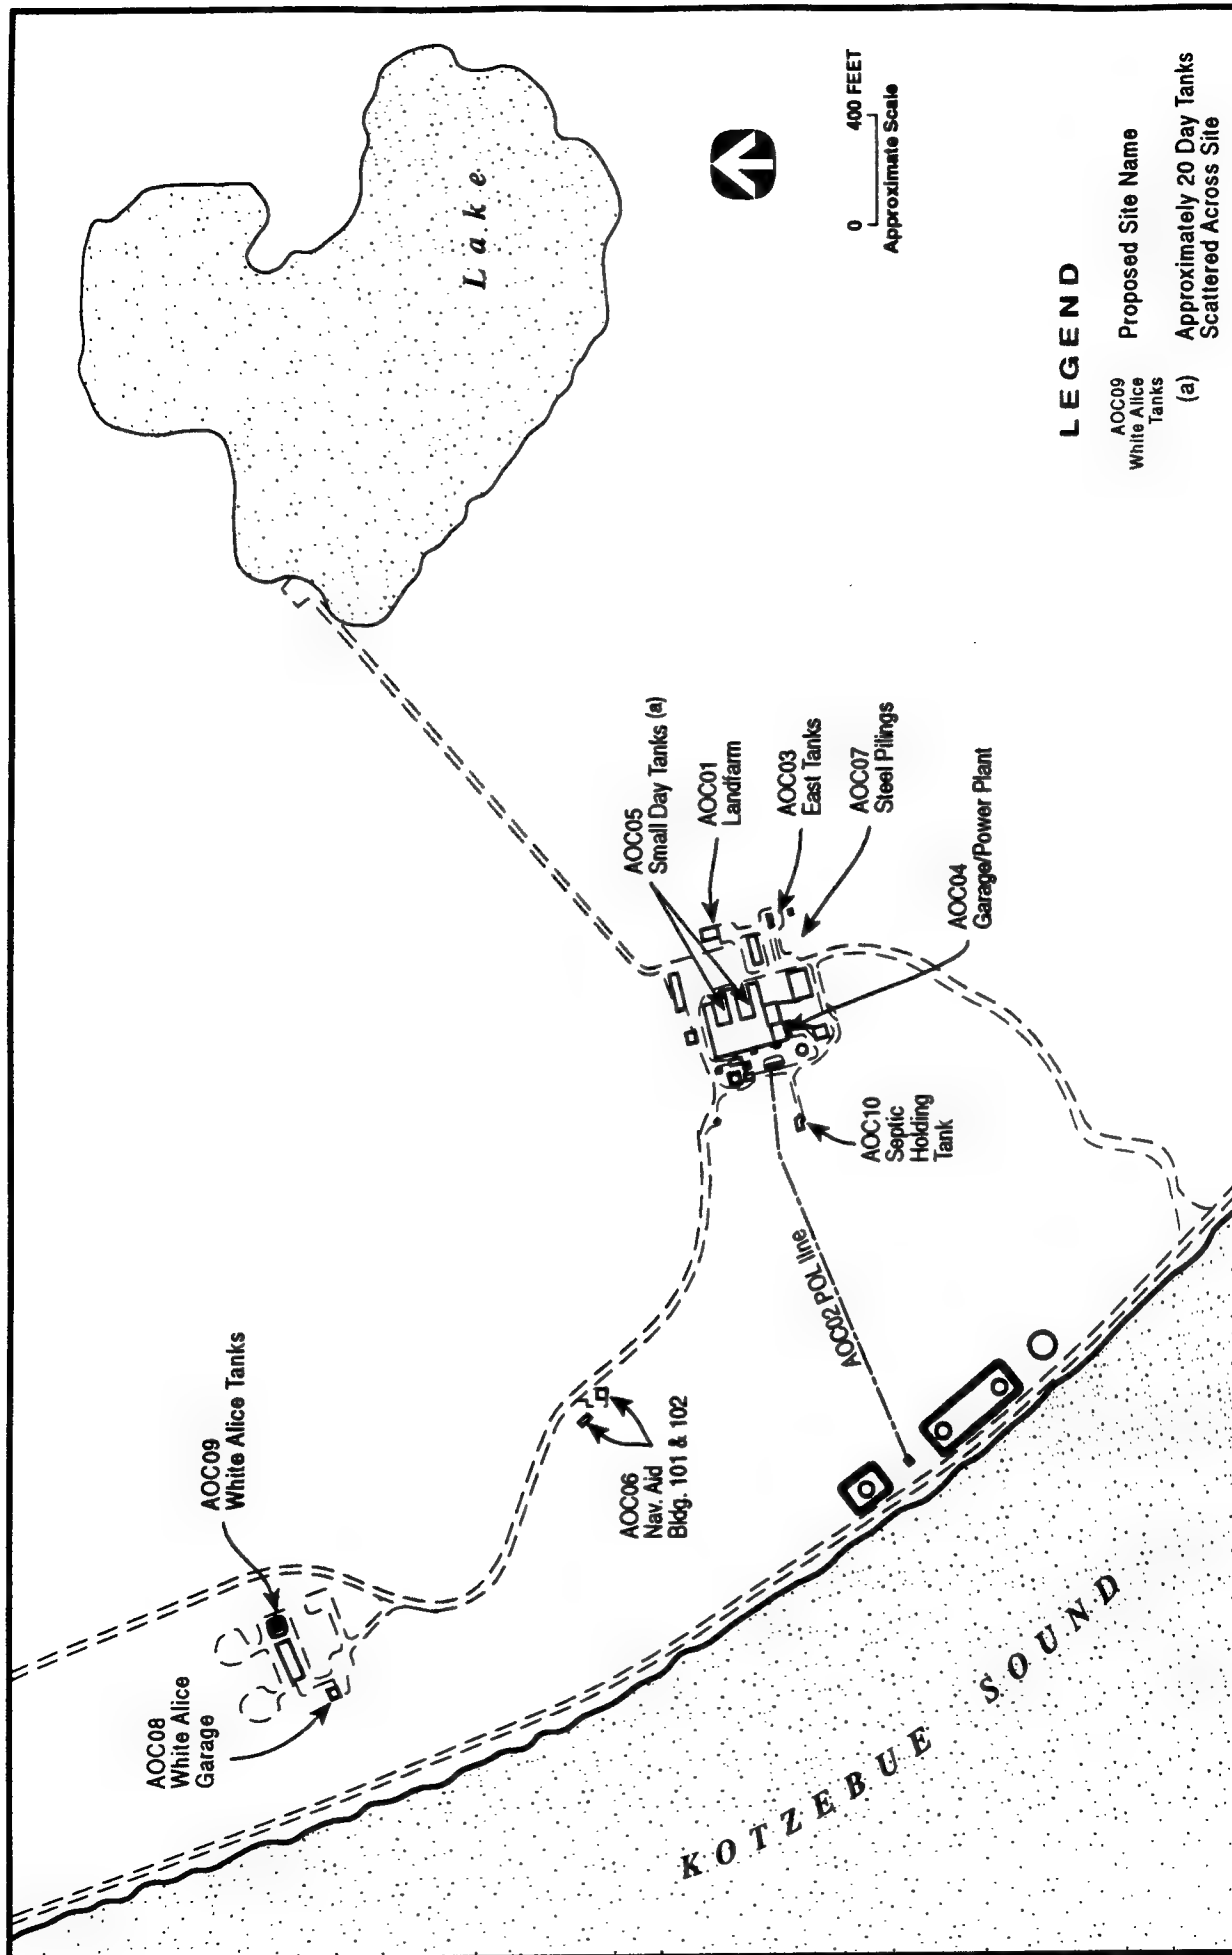 AOC08
White Alice
Garage
AOC09
White Alice Tanks
AOC06
Nav. Aid
Bldg. 101 & 102
AOC05
Small Day Tanks (a)
AOC01
Landfarm
AOC03
East Tanks
AOC07
Steel Pilings
AOC04
Garage/Power Plant
AOC10
Septic
Holding
Tank
AOC02 POL line
KOTZEBUE SOUND
Lake
0 400 FEET
Approximate Scale
LEGEND
AOC09
White Alice
Tanks
Proposed Site Name
(a) Approximately 20 Day Tanks
Scattered Across Site